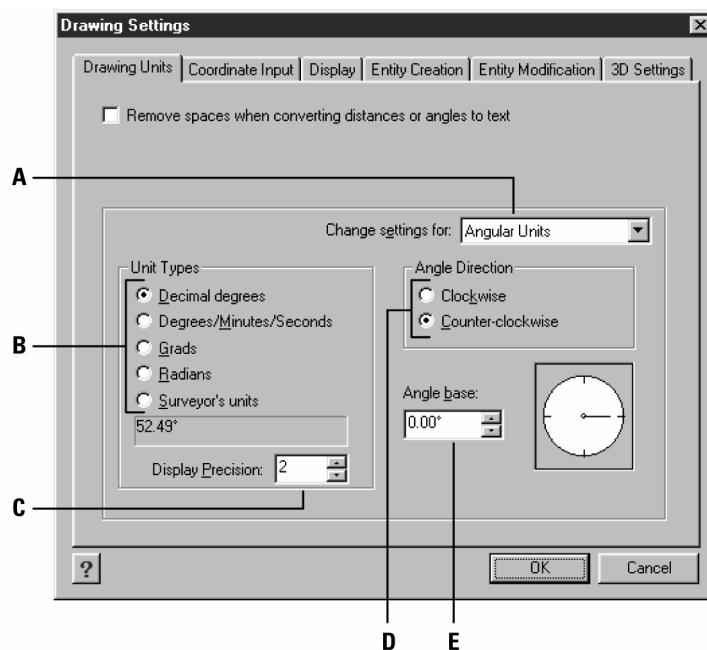 Drawing Settings
Drawing Units Coordinate Input Display Entity Creation Entity Modification 3D Settings
Remove spaces when converting distances or angles to text
A
Change settings for: Angular Units
Unit Types
Angle Direction
Decimal degrees
Clockwise
Degrees/Minutes/Seconds
Counter-clockwise
B
Grads
Radians
Angle base:
Surveyor's units
0.00°
52.49°
Display Precision: 2
C
?
OK
Cancel
D E